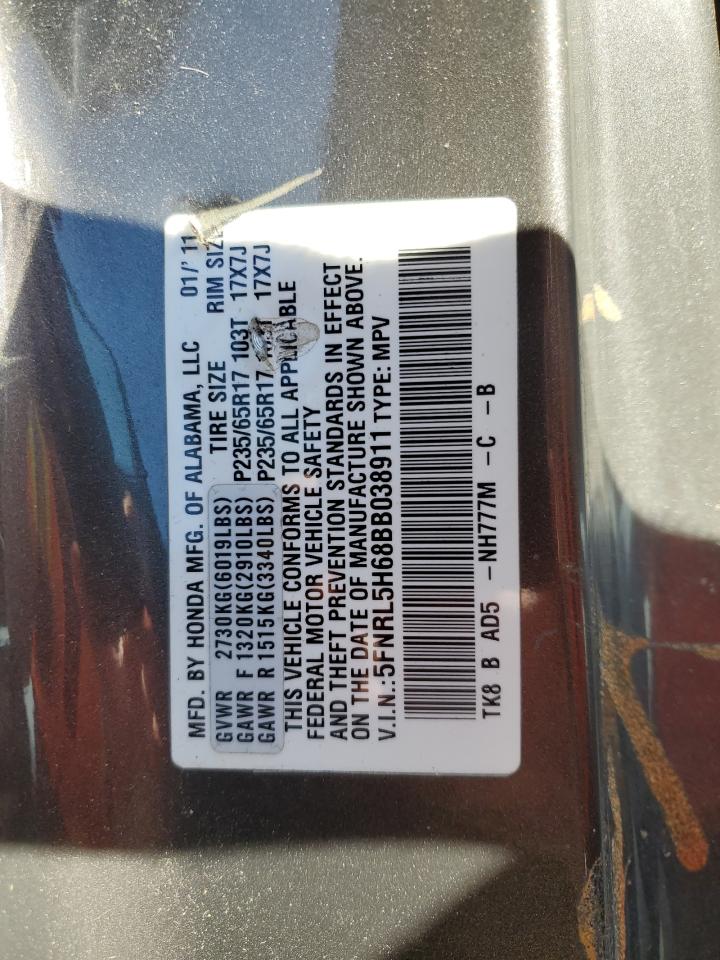 MFD. BY HONDA MFG. OF ALABAMA, LLC 01/' 11
TIRE SIZE RIM SIZE
GVWR 2730KG(6019LBS)
GAWR F 1320KG(2910LBS) P235/65R17 103T 17X7J
GAWR R 1515KG(3340LBS) P235/65R17 17X7J
THIS VEHICLE CONFORMS TO ALL APPLICABLE
FEDERAL MOTOR VEHICLE SAFETY
AND THEFT PREVENTION STANDARDS IN EFFECT
ON THE DATE OF MANUFACTURE SHOWN ABOVE.
V.I.N.:5FNRL5H68BB038911 TYPE: MPV
TK8 B AD5 -NH777M -C -B